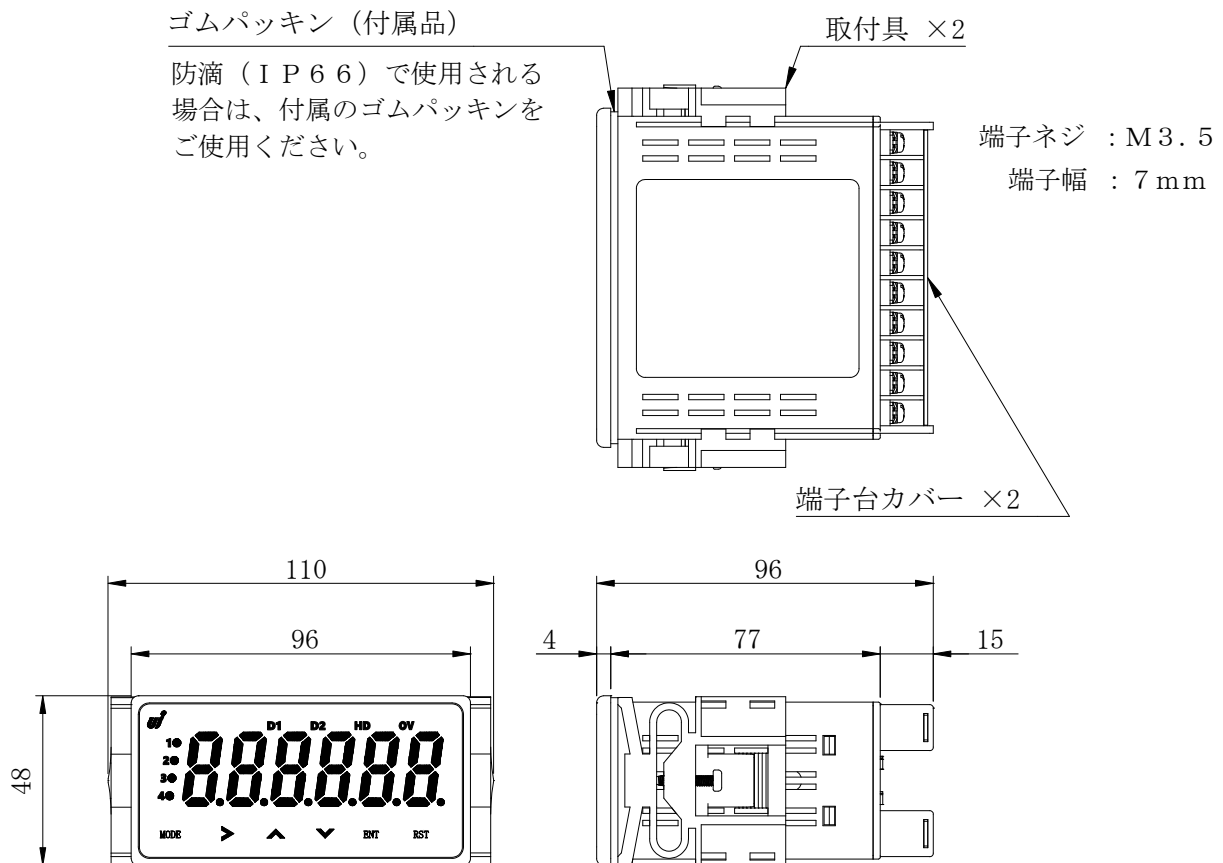 ゴムパッキン（付属品）
防滴（ＩＰ６６）で使用される
場合は、付属のゴムパッキンを
ご使用ください。
取付具 ×2
端子ネジ ：Ｍ３．５
端子幅 ：７ｍｍ
端子台カバー ×2
110
96
48
D1 D2 HD OV
1
2
3
4
888888.
MODE ENT RST
96
4 77 15